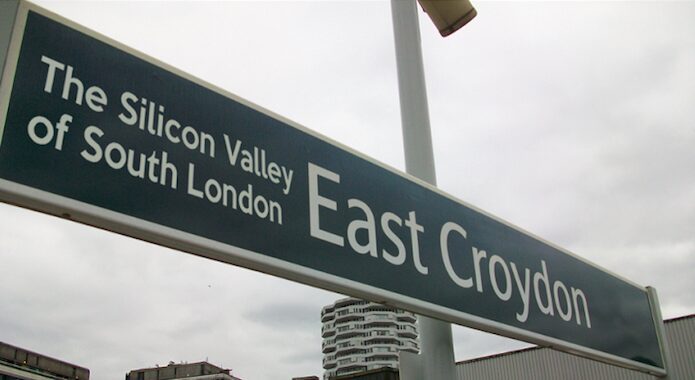 The Silicon Valley
of South London
East Croydon